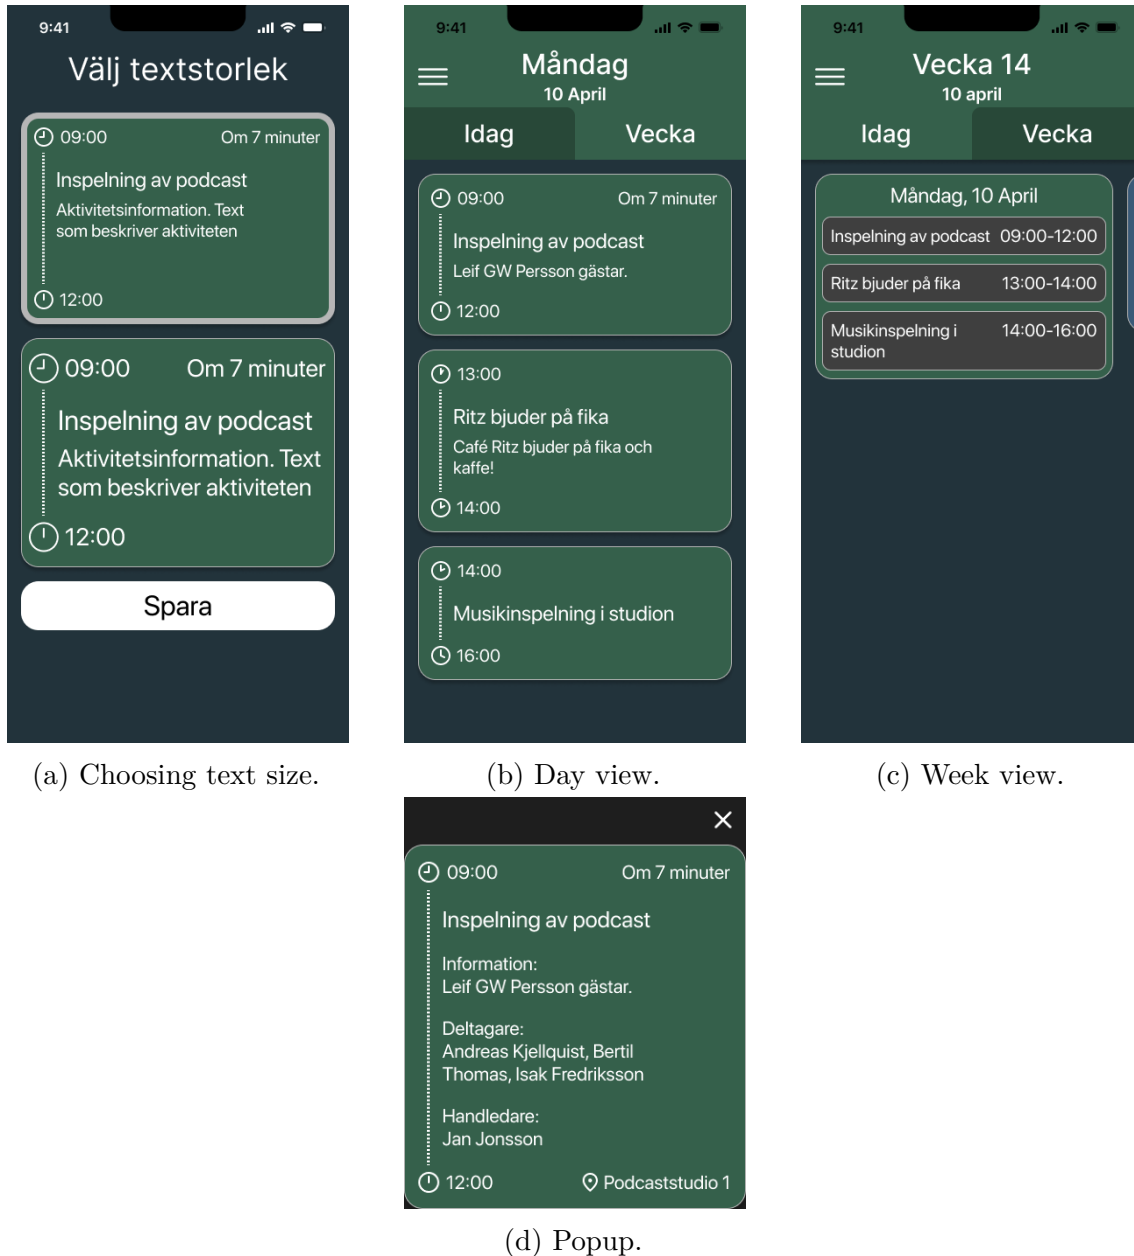 9:41
Välj textstorlek
09:00 Om 7 minuter
Inspelning av podcast
Aktivitetsinformation. Text
som beskriver aktiviteten
12:00
09:00 Om 7 minuter
Inspelning av podcast
Aktivitetsinformation. Text
som beskriver aktiviteten
12:00
Spara
(a) Choosing text size.
9:41
Måndag
10 April
Idag Vecka
09:00 Om 7 minuter
Inspelning av podcast
Leif GW Persson gästar.
12:00
13:00
Ritz bjuder på fika
Café Ritz bjuder på fika och
kaffe!
14:00
14:00
Musikinspelning i studion
16:00
(b) Day view.
9:41
Vecka 14
10 april
Idag Vecka
Måndag, 10 April
Inspelning av podcast 09:00-12:00
Ritz bjuder på fika 13:00-14:00
Musikinspelning i 14:00-16:00
studion
(c) Week view.
09:00 Om 7 minuter
Inspelning av podcast
Information:
Leif GW Persson gästar.
Deltagare:
Andreas Kjellquist, Bertil
Thomas, Isak Fredriksson
Handledare:
Jan Jonsson
12:00 Podcaststudio 1
(d) Popup.